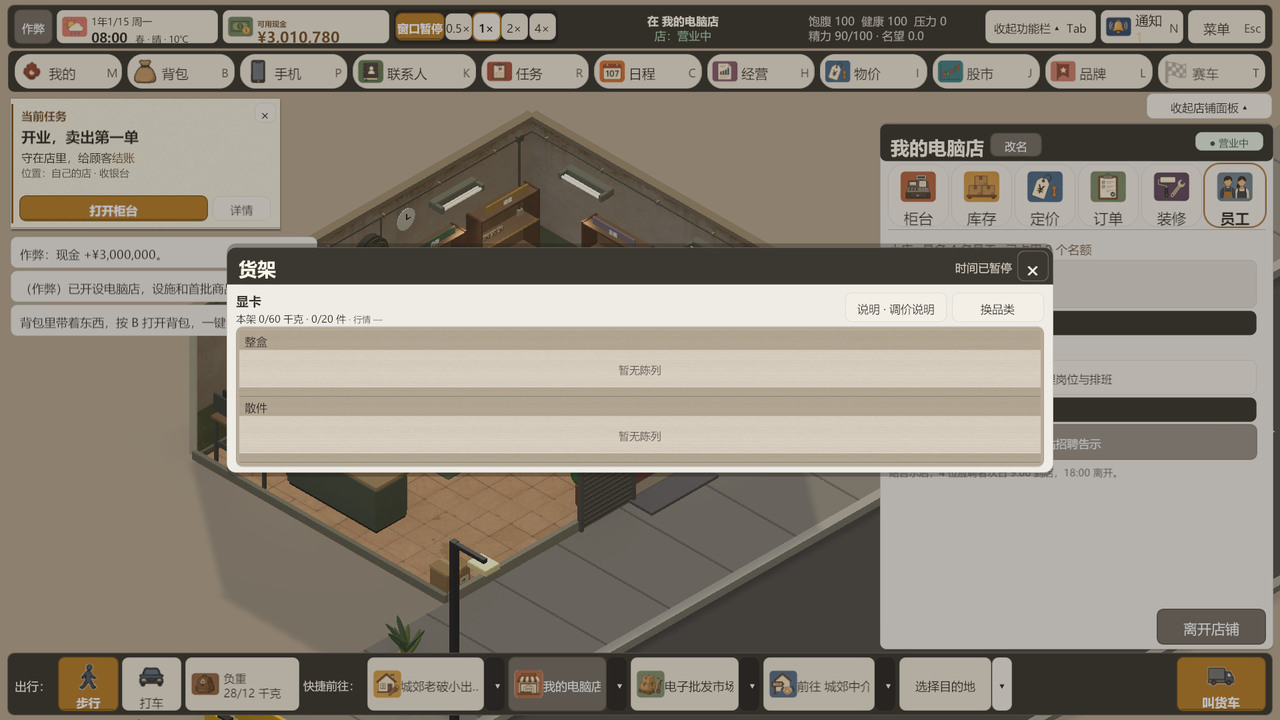 作弊
1年1/15 周一
08:00 春 · 晴 · 10℃
可用现金
¥3,010,780
窗口暂停 0.5× 1× 2× 4×
在 我的电脑店
店：营业中
饱腹 100 健康 100 压力 0
精力 90/100 · 名望 0.0
收起功能栏 ▴ Tab
通知
1
N
菜单 Esc
我的 M
背包 B
手机 P
联系人 K
任务 R
日程 C
经营 H
物价 I
股市 J
品牌 L
赛车 T
收起店铺面板 ▴
当前任务
开业，卖出第一单
守在店里，给顾客结账
位置：自己的店 · 收银台
打开柜台
详情
作弊：现金 +¥3,000,000。
（作弊）已开设电脑店，设施和首批商
背包里带着东西，按 B 打开背包，一键
我的电脑店
改名
● 营业中
柜台
库存
定价
订单
装修
员工
个名额
岗位与排班
招聘告示
18:00 离开。
离开店铺
货架
时间已暂停
×
显卡
本架 0/60 千克 · 0/20 件 · 行情 —
说明 · 调价说明
换品类
整盒
暂无陈列
散件
暂无陈列
出行：
步行
打车
负重
28/12 千克
快捷前往：
城郊老破小出..
我的电脑店
电子批发市场
前往 城郊中介
选择目的地
叫货车